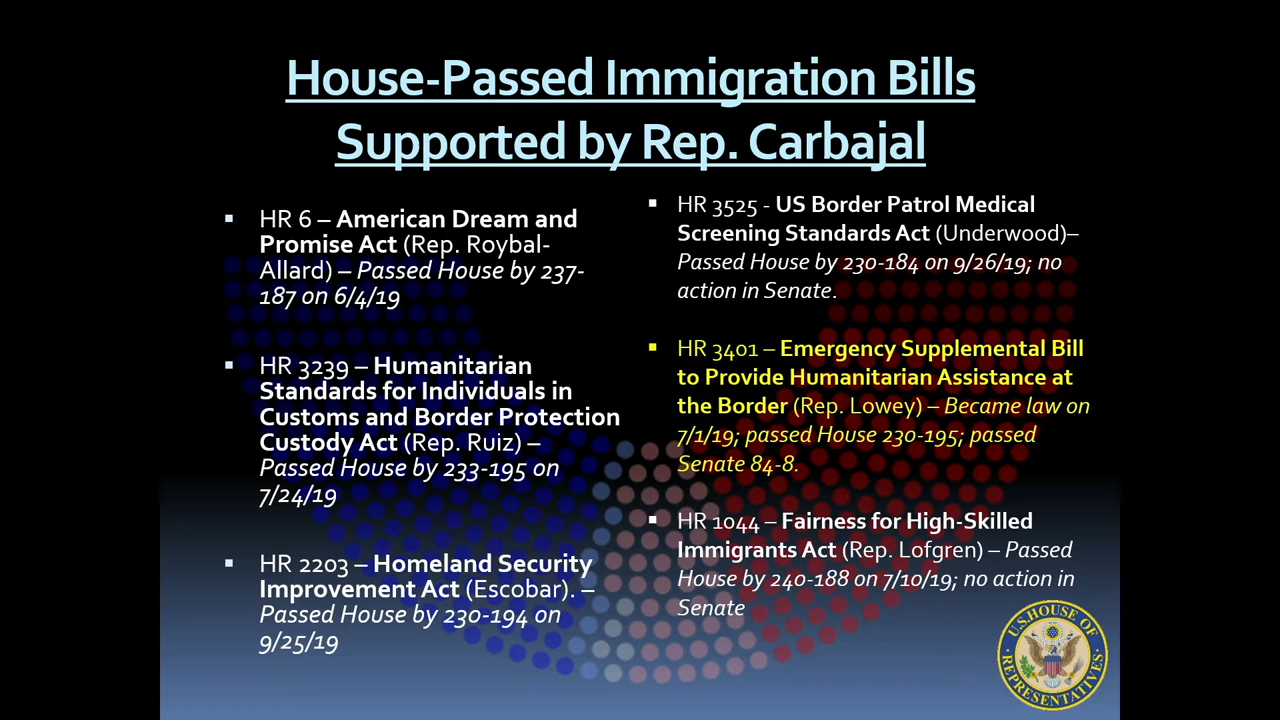 House-Passed Immigration Bills
Supported by Rep. Carbajal
▪ HR 6 – American Dream and
Promise Act (Rep. Roybal-
Allard) – Passed House by 237-
187 on 6/4/19
▪ HR 3239 – Humanitarian
Standards for Individuals in
Customs and Border Protection
Custody Act (Rep. Ruiz) –
Passed House by 233-195 on
7/24/19
▪ HR 2203 – Homeland Security
Improvement Act (Escobar). –
Passed House by 230-194 on
9/25/19
▪ HR 3525 - US Border Patrol Medical
Screening Standards Act (Underwood)–
Passed House by 230-184 on 9/26/19; no
action in Senate.
▪ HR 3401 – Emergency Supplemental Bill
to Provide Humanitarian Assistance at
the Border (Rep. Lowey) – Became law on
7/1/19; passed House 230-195; passed
Senate 84-8.
▪ HR 1044 – Fairness for High-Skilled
Immigrants Act (Rep. Lofgren) – Passed
House by 240-188 on 7/10/19; no action in
Senate
U.S. HOUSE OF
REPRESENTATIVES